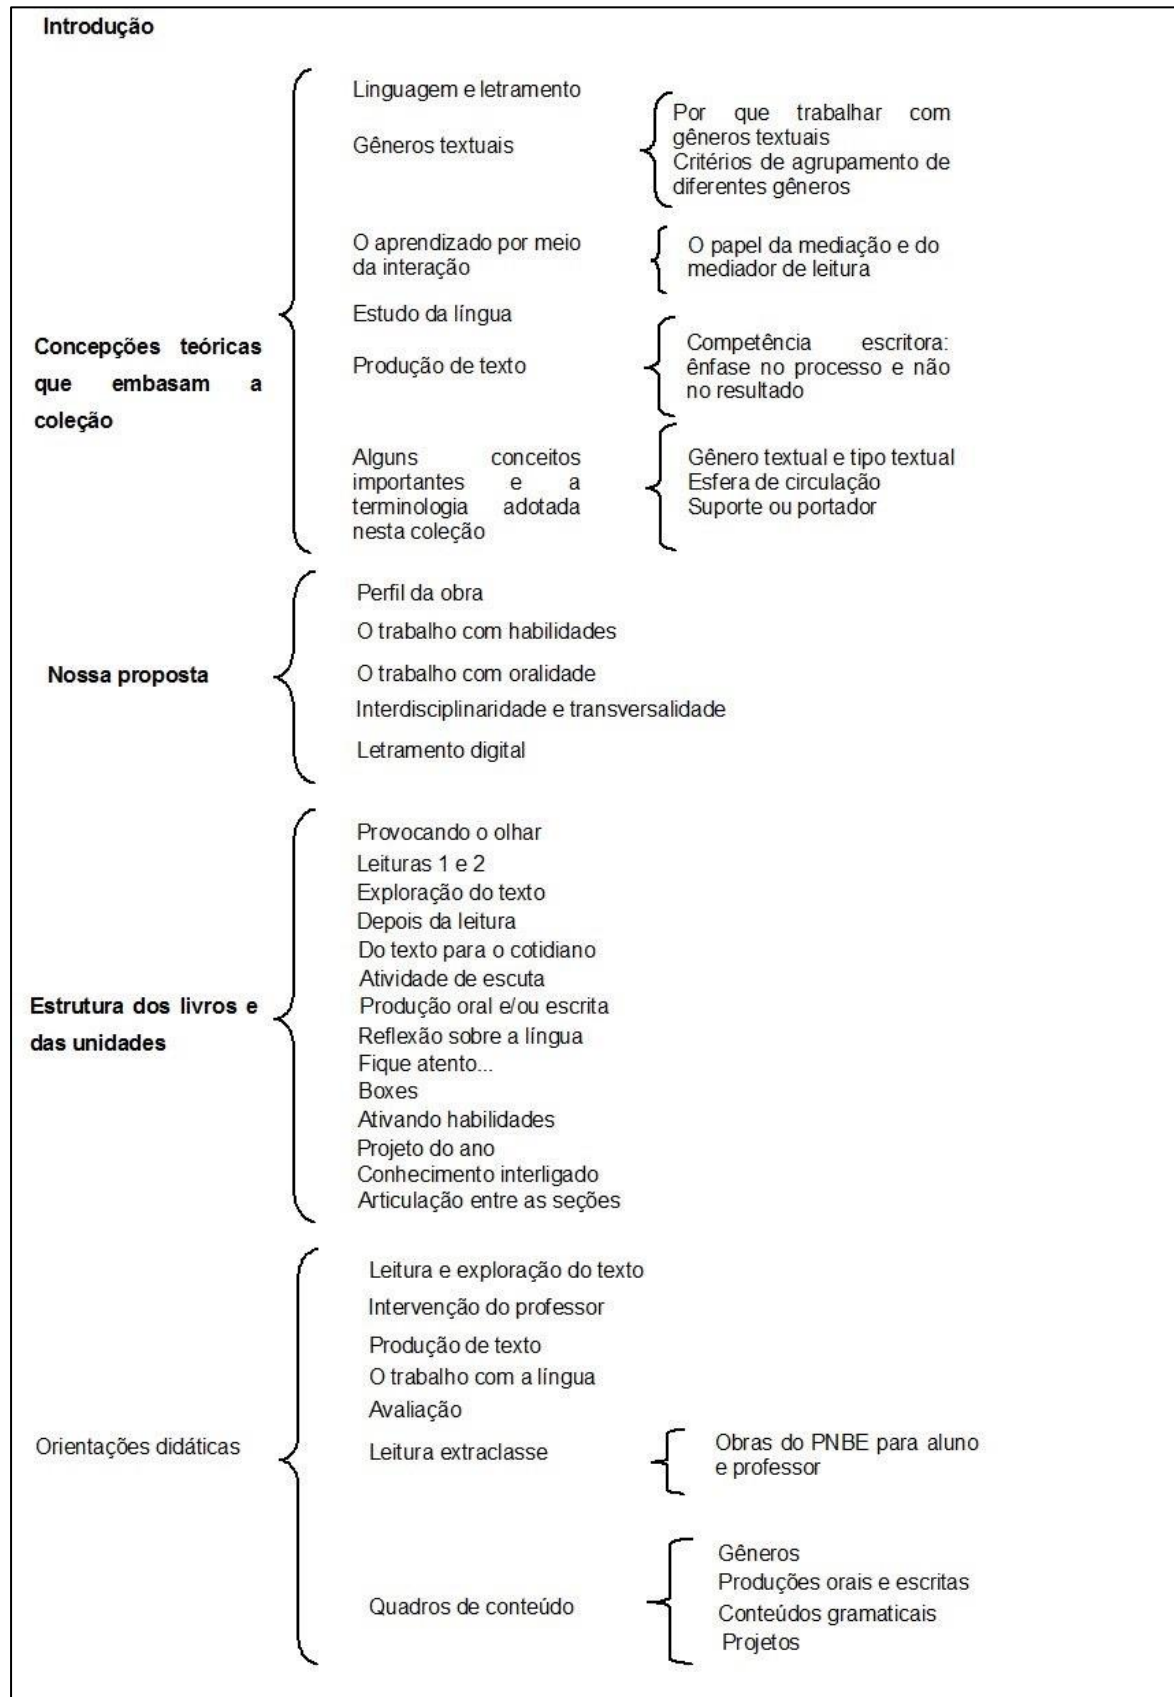 Introdução
Linguagem e letramento
Gêneros textuais
Por que trabalhar com
gêneros textuais
Critérios de agrupamento de
diferentes gêneros
O aprendizado por meio
da interação
O papel da mediação e do
mediador de leitura
Estudo da língua
Concepções teóricas
que embasam a
coleção
Produção de texto
Competência escritora:
ênfase no processo e não
no resultado
Alguns conceitos
importantes e a
terminologia adotada
nesta coleção
Gênero textual e tipo textual
Esfera de circulação
Suporte ou portador
Nossa proposta
Perfil da obra
O trabalho com habilidades
O trabalho com oralidade
Interdisciplinaridade e transversalidade
Letramento digital
Estrutura dos livros e
das unidades
Provocando o olhar
Leituras 1 e 2
Exploração do texto
Depois da leitura
Do texto para o cotidiano
Atividade de escuta
Produção oral e/ou escrita
Reflexão sobre a língua
Fique atento...
Boxes
Ativando habilidades
Projeto do ano
Conhecimento interligado
Articulação entre as seções
Orientações didáticas
Leitura e exploração do texto
Intervenção do professor
Produção de texto
O trabalho com a língua
Avaliação
Leitura extraclasse
Obras do PNBE para aluno
e professor
Quadros de conteúdo
Gêneros
Produções orais e escritas
Conteúdos gramaticais
Projetos